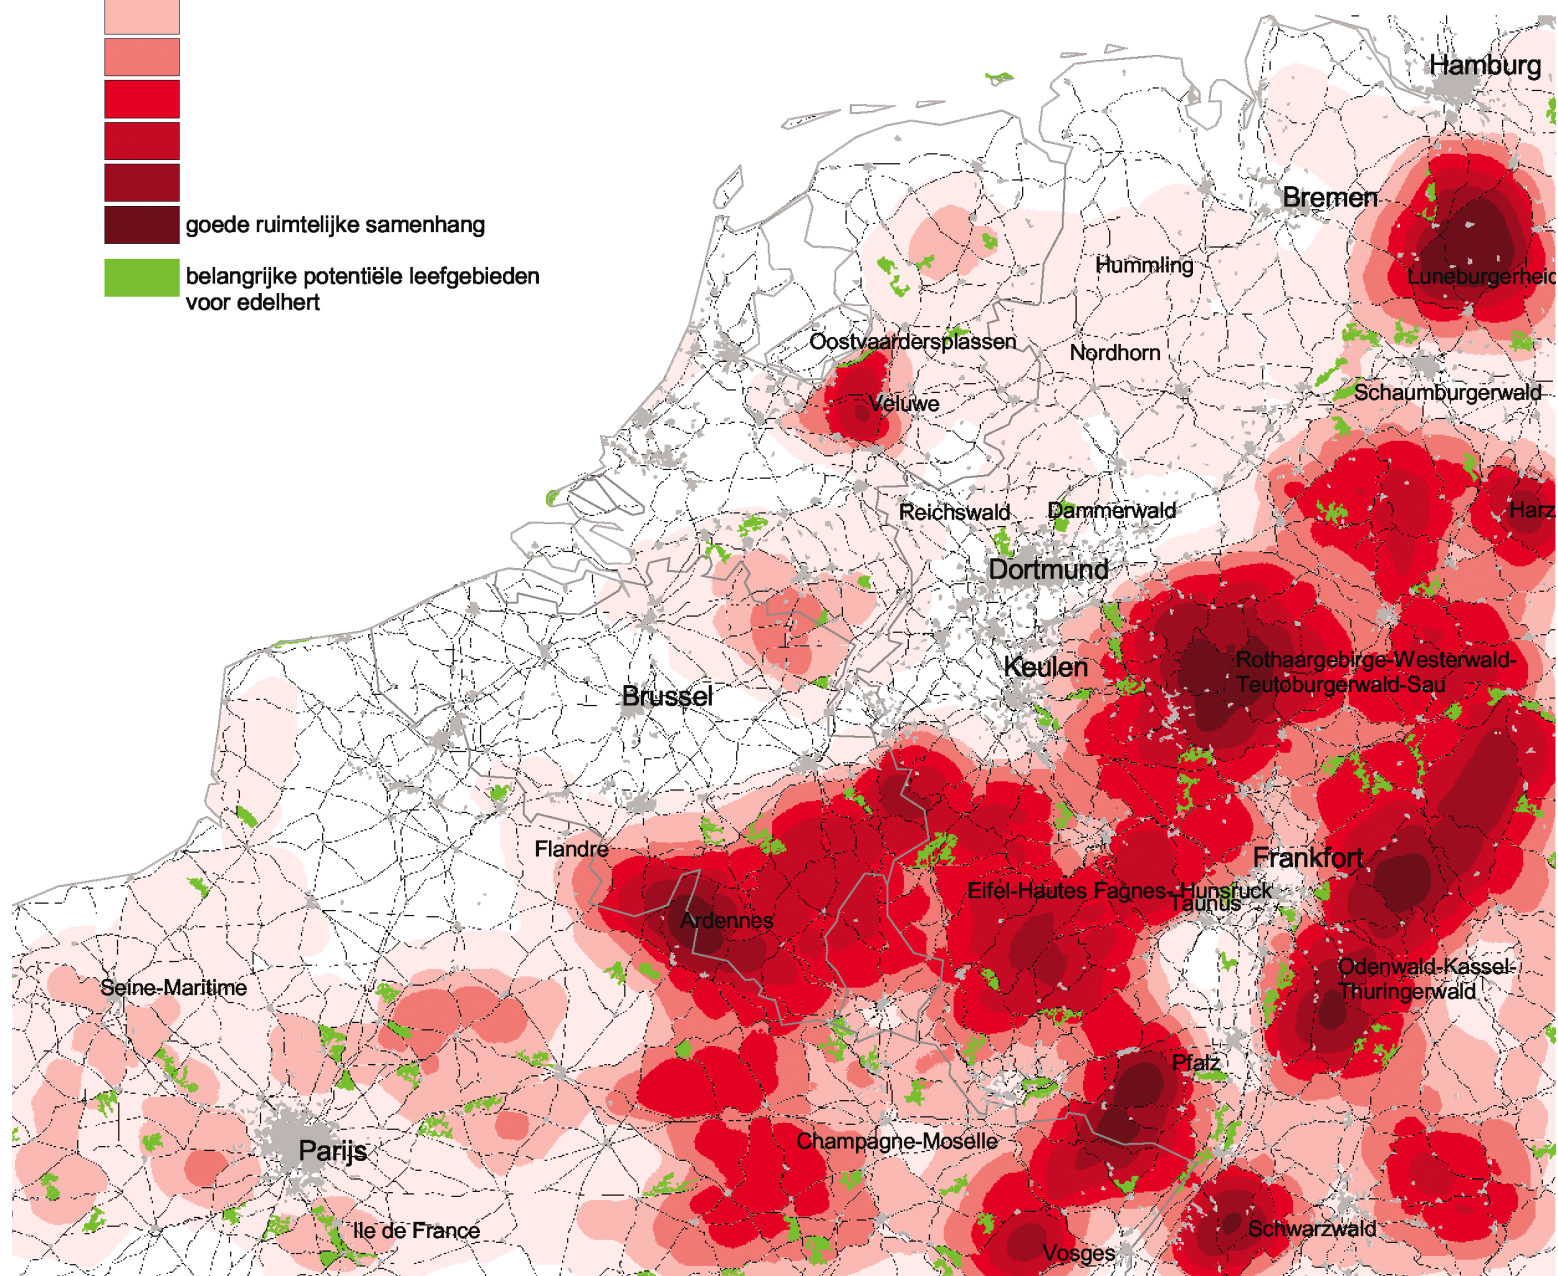 goede ruimtelijke samenhang
belangrijke potentiële leefgebieden
voor edelhert
Hamburg
Bremen
Hummling
Luneburgerheid
Oostvaardersplassen
Nordhorn
Schaumburgerwald
Veluwe
Reichswald
Dammerwald
Harz
Dortmund
Keulen
Rothaargebirge-Westerwald-
Teutoburgerwald-Sau
Brussel
Flandre
Frankfort
Eifel-Hautes Fagnes- Hunsruck
Taunus
Ardennes
Odenwald-Kassel-
Thuringerwald
Seine-Maritime
Pfalz
Parijs
Champagne-Moselle
Ile de France
Schwarzwald
Vosges